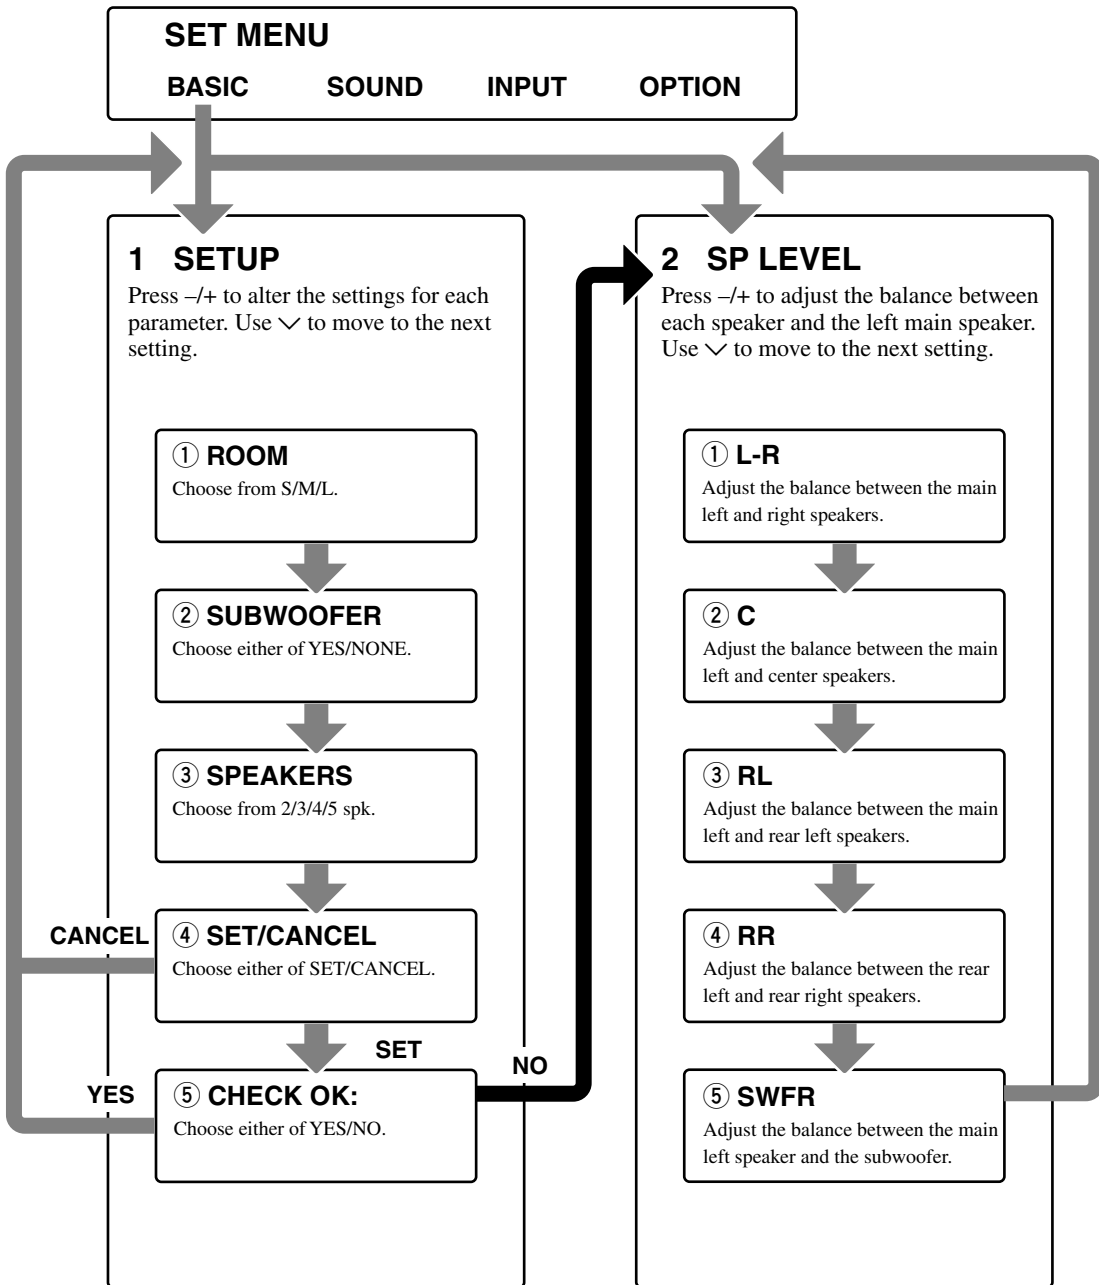 SET MENU
BASIC SOUND INPUT OPTION
1 SETUP
Press –/+ to alter the settings for each
parameter. Use ∨ to move to the next
setting.
① ROOM
Choose from S/M/L.
② SUBWOOFER
Choose either of YES/NONE.
③ SPEAKERS
Choose from 2/3/4/5 spk.
CANCEL
④ SET/CANCEL
Choose either of SET/CANCEL.
SET
NO
YES
⑤ CHECK OK:
Choose either of YES/NO.
2 SP LEVEL
Press –/+ to adjust the balance between
each speaker and the left main speaker.
Use ∨ to move to the next setting.
① L-R
Adjust the balance between the main
left and right speakers.
② C
Adjust the balance between the main
left and center speakers.
③ RL
Adjust the balance between the main
left and rear left speakers.
④ RR
Adjust the balance between the rear
left and rear right speakers.
⑤ SWFR
Adjust the balance between the main
left speaker and the subwoofer.